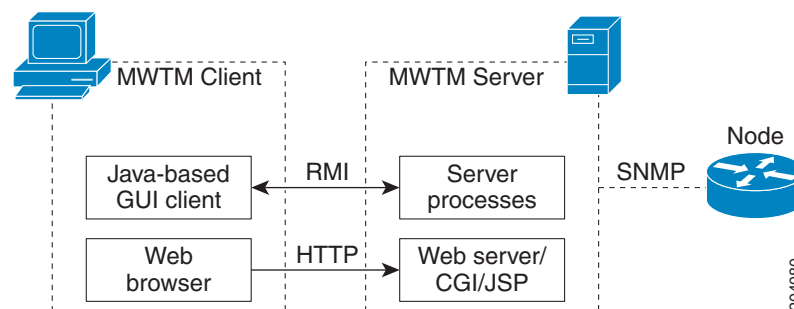 MWTM Client
MWTM Server
Node
Java-based
GUI client
RMI
Server
processes
SNMP
Web
browser
HTTP
Web server/
CGI/JSP